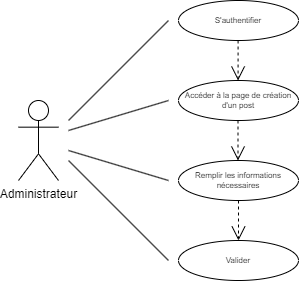 S'authentifier
Accéder à la page de création
d'un post
Remplir les informations
nécessaires
Administrateur
Valider